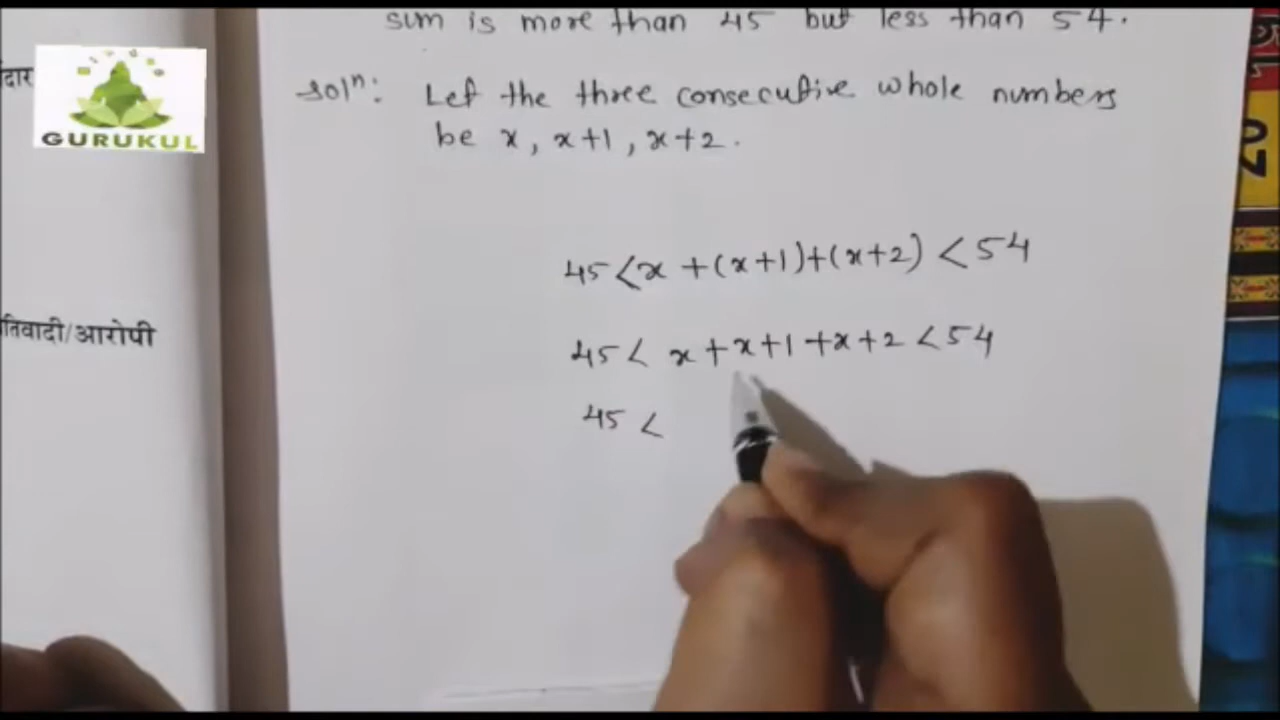 sum is more than 45 but less than 54.
दार
GURUKUL
Solⁿ: Let the three consecutive whole numbers
be x, x+1, x+2.
45 < x + (x+1)+(x+2) < 54
तिवादी/आरोपी
45 < x + x + 1 + x + 2 < 54
45 <